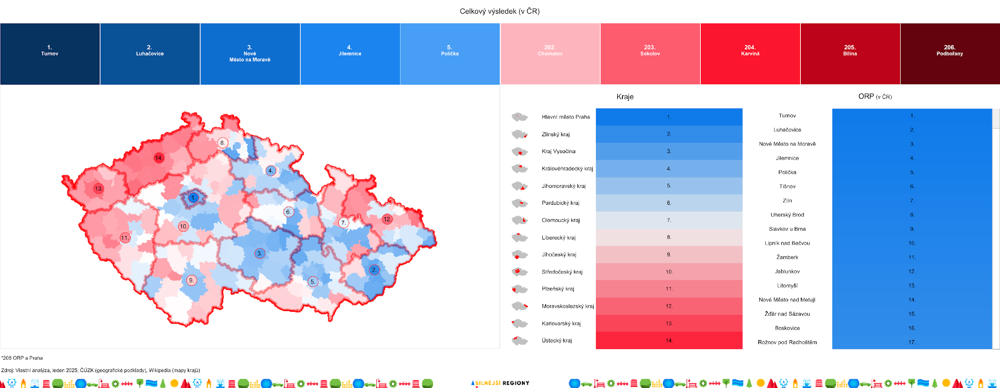 Celkový výsledek (v ČR)
1.
Turnov
2.
Luhačovice
3.
Nové
Město na Moravě
4.
Jilemnice
5.
Polička
202.
Chomutov
203.
Sokolov
204.
Karviná
205.
Bílina
206.
Podbořany
8.
14.
4.
13.
1.
6.
12.
7.
10.
11.
3.
2.
9.
5.
Kraje
Hlavní město Praha 1.
Zlínský kraj 2.
Kraj Vysočina 3.
Královéhradecký kraj 4.
Jihomoravský kraj 5.
Pardubický kraj 6.
Olomoucký kraj 7.
Liberecký kraj 8.
Jihočeský kraj 9.
Středočeský kraj 10.
Plzeňský kraj 11.
Moravskoslezský kraj 12.
Karlovarský kraj 13.
Ústecký kraj 14.
ORP (v ČR)
Turnov 1.
Luhačovice 2.
Nové Město na Moravě 3.
Jilemnice 4.
Polička 5.
Tišnov 6.
Zlín 7.
Uherský Brod 8.
Slavkov u Brna 9.
Lipník nad Bečvou 10.
Žamberk 11.
Jablunkov 12.
Litomyšl 13.
Nové Město nad Metují 14.
Žďár nad Sázavou 15.
Boskovice 16.
Rožnov pod Radhoštěm 17.
*205 ORP a Praha
Zdroj: Vlastní analýza, leden 2025; ČÚZK (geografické podklady), Wikipedia (mapy krajů)
SILNĚJŠÍ REGIONY